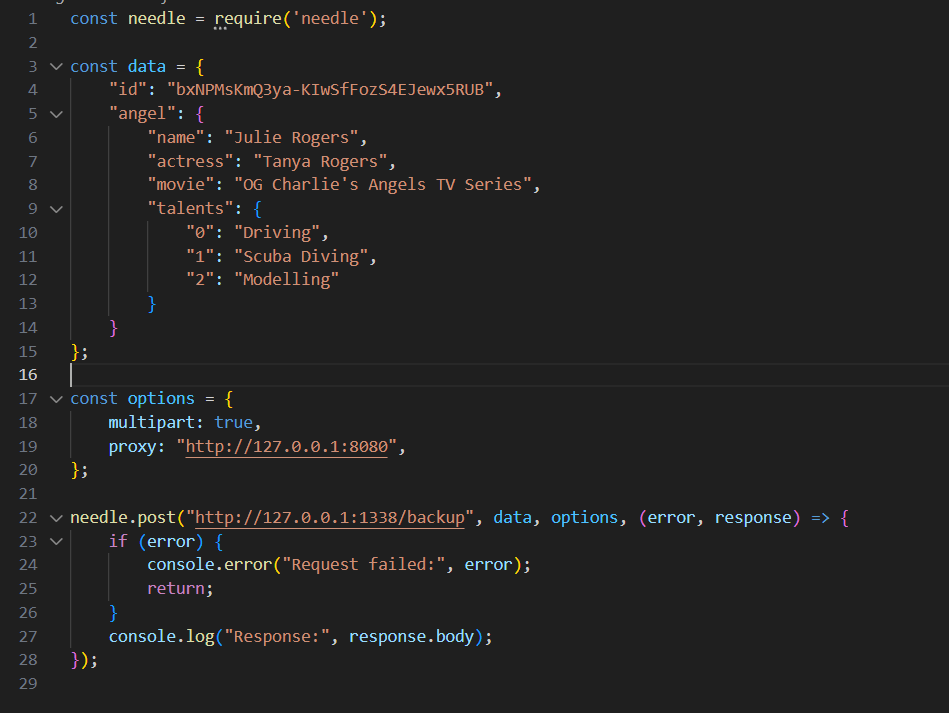 1 const needle = require('needle');
2
3 const data = {
4 "id": "bxNPMsKmQ3ya-KIwSfFozS4EJewx5RUB",
5 "angel": {
6 "name": "Julie Rogers",
7 "actress": "Tanya Rogers",
8 "movie": "OG Charlie's Angels TV Series",
9 "talents": {
10 "0": "Driving",
11 "1": "Scuba Diving",
12 "2": "Modelling"
13 }
14 }
15 };
16
17 const options = {
18 multipart: true,
19 proxy: "http://127.0.0.1:8080",
20 };
21
22 needle.post("http://127.0.0.1:1338/backup", data, options, (error, response) => {
23 if (error) {
24 console.error("Request failed:", error);
25 return;
26 }
27 console.log("Response:", response.body);
28 });
29